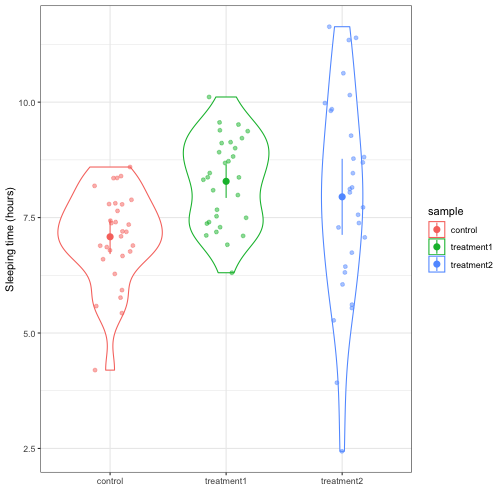 10.0
7.5
5.0
2.5
Sleeping time (hours)
control
treatment1
treatment2
sample
control
treatment1
treatment2